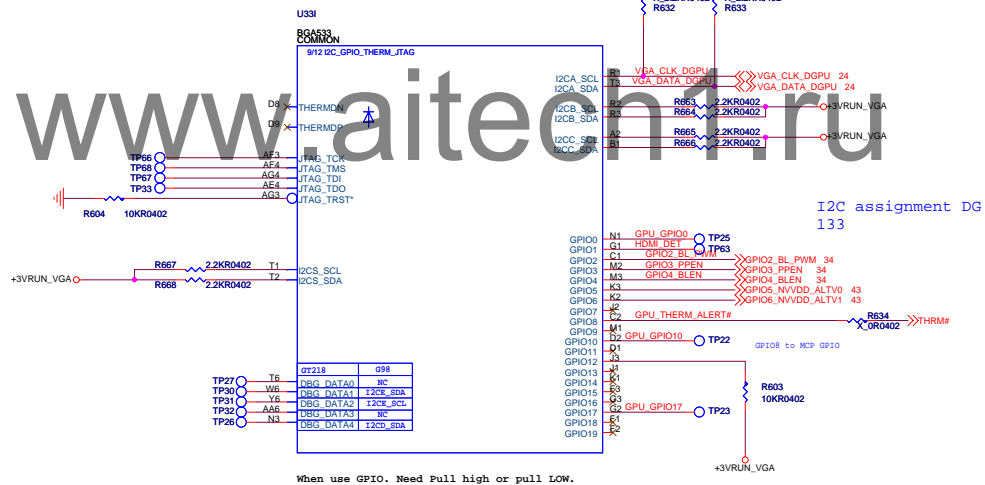 U33I
BGA533
COMMON
9/12 I2C_GPIO_THERM_JTAG
R632
R633
www.aitech1.ru
D8
THERMDN
D9
THERMDP
TP66
AF3
JTAG_TCK
TP68
AF4
JTAG_TMS
TP67
AG4
JTAG_TDI
TP33
AE4
JTAG_TDO
AG3
JTAG_TRST*
R604
10KR0402
+3VRUN_VGA
R667
2.2KR0402
T1
I2CS_SCL
R668
2.2KR0402
T2
I2CS_SDA
R1
I2CA_SCL
VGA_CLK_DGPU
VGA_CLK_DGPU 24
T3
I2CA_SDA
VGA_DATA_DGPU
VGA_DATA_DGPU 24
I2CB_SCL
R2
R663
2.2KR0402
+3VRUN_VGA
I2CB_SDA
R3
R664
2.2KR0402
I2CC_SCL
A2
R665
2.2KR0402
+3VRUN_VGA
I2CC_SDA
B1
R666
2.2KR0402
I2C assignment DG
133
GPIO0
N1
GPU_GPIO0
TP25
GPIO1
G1
HDMI_DET
TP63
GPIO2
C1
GPIO2_BL_PWM
GPIO2_BL_PWM 34
GPIO3
M2
GPIO3_PPEN
GPIO3_PPEN 34
GPIO4
M3
GPIO4_BLEN
GPIO4_BLEN 34
GPIO5
K3
GPIO5_NVVDD_ALTV0 43
GPIO6
K2
GPIO6_NVVDD_ALTV1 43
GPIO7
J2
GPIO8
C2
GPU_THERM_ALERT#
R634
X_0R0402
THRM#
GPIO9
M1
GPIO10
D2
GPU_GPIO10
TP22
GPIO8 to MCP GPIO
GPIO11
D1
GPIO12
J3
GPIO13
J1
GPIO14
K1
GPIO15
F3
GPIO16
G3
GPIO17
G2
GPU_GPIO17
TP23
GPIO18
F1
GPIO19
F2
R603
10KR0402
+3VRUN_VGA
GT218
G98
TP27
T6
DBG_DATA0
NC
TP30
W6
DBG_DATA1
I2CE_SDA
TP31
Y6
DBG_DATA2
I2CE_SCL
TP32
AA6
DBG_DATA3
NC
TP26
N3
DBG_DATA4
I2CD_SDA
When use GPIO. Need Pull high or pull LOW.